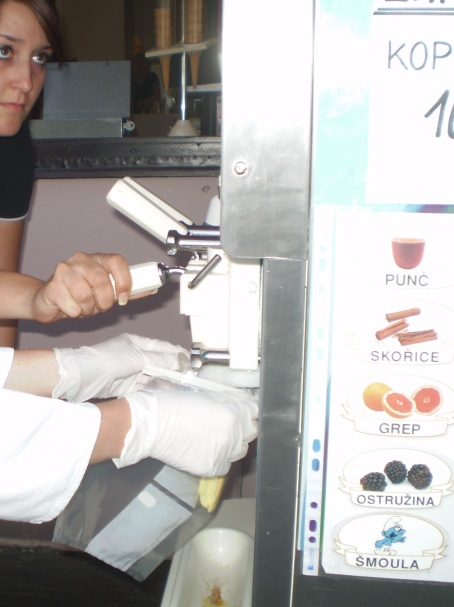 KOP
PUNČ
SKOŘICE
GREP
OSTRUŽINA
ŠMOULA